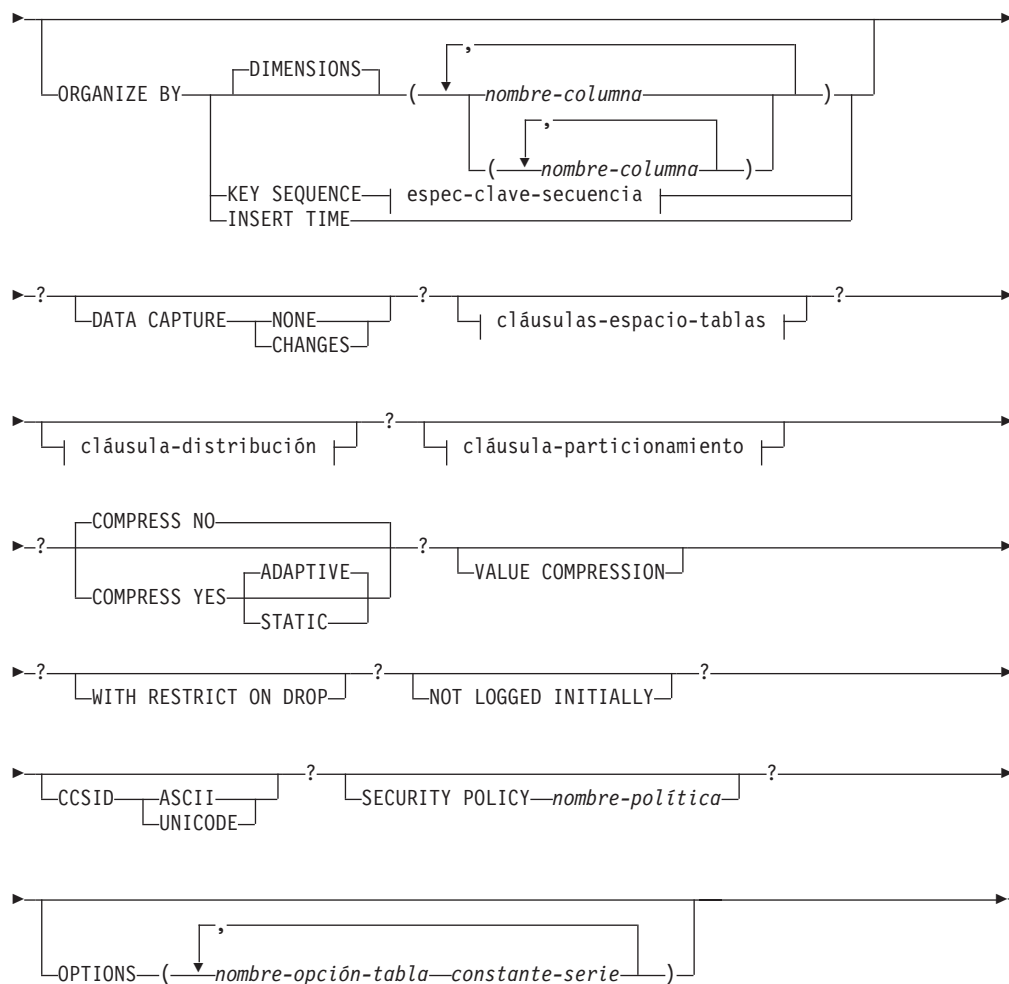 ,
DIMENSIONS
ORGANIZE BY ( nombre-columna )
,
( nombre-columna )
KEY SEQUENCE espec-clave-secuencia
INSERT TIME
? ? ?
DATA CAPTURE NONE cláusulas-espacio-tablas
CHANGES
?
cláusula-distribución cláusula-particionamiento
COMPRESS NO
? ?
ADAPTIVE VALUE COMPRESSION
COMPRESS YES
STATIC
? ? ?
WITH RESTRICT ON DROP NOT LOGGED INITIALLY
? ?
CCSID ASCII SECURITY POLICY nombre-política
UNICODE
,
OPTIONS ( nombre-opción-tabla constante-serie )